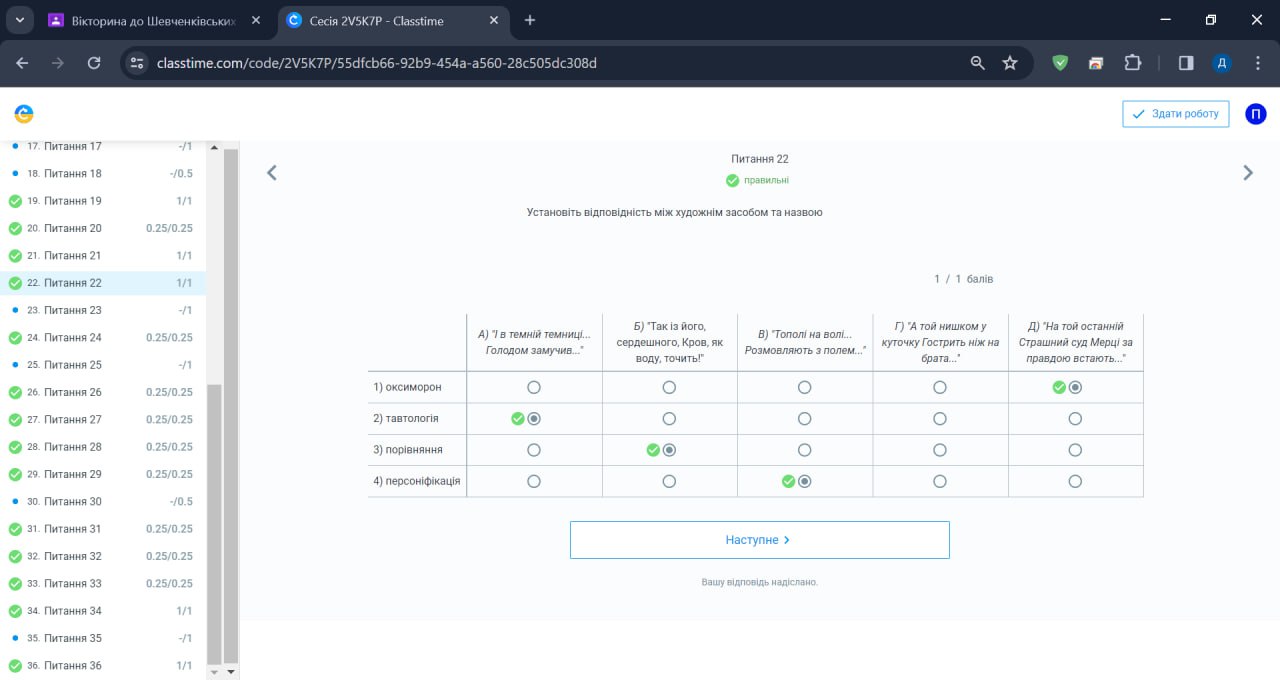 Вікторина до Шевченківських
Сесія 2V5K7P - Classtime
classtime.com/code/2V5K7P/55dfcb66-92b9-454a-a560-28c505dc308d
Д
Здати роботу
П
17. Питання 17 -/1
18. Питання 18 -/0.5
19. Питання 19 1/1
20. Питання 20 0.25/0.25
21. Питання 21 1/1
22. Питання 22 1/1
23. Питання 23 -/1
24. Питання 24 0.25/0.25
25. Питання 25 -/1
26. Питання 26 0.25/0.25
27. Питання 27 0.25/0.25
28. Питання 28 0.25/0.25
29. Питання 29 0.25/0.25
30. Питання 30 -/0.5
31. Питання 31 0.25/0.25
32. Питання 32 0.25/0.25
33. Питання 33 0.25/0.25
34. Питання 34 1/1
35. Питання 35 -/1
36. Питання 36 1/1
Питання 22
правильні
Установіть відповідність між художнім засобом та назвою
1 / 1 балів
А) "І в темній темниці...
Голодом замучив..."
Б) "Так із його,
сердешного, Кров, як
воду, точить!"
В) "Тополі на волі...
Розмовляють з полем..."
Г) "А той нишком у
куточку Гострить ніж на
брата..."
Д) "На той останній
Страшний суд Мерці за
правдою встають..."
1) оксиморон
2) тавтологія
3) порівняння
4) персоніфікація
Наступне
Вашу відповідь надіслано.